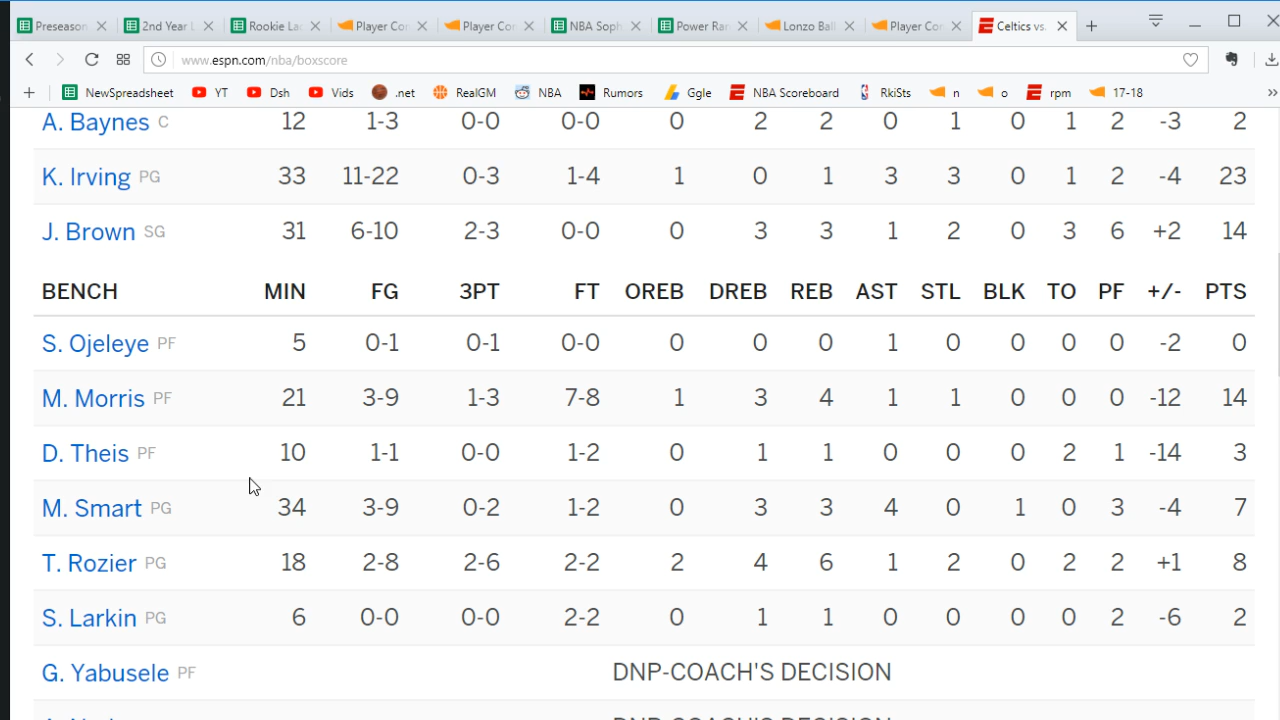 Preseason 2nd Year L Rookie La Player Cor Player Cor NBA Soph Power Ran Lonzo Ball Player Con Celtics vs.
www.espn.com/nba/boxscore
NewSpreadsheet YT Dsh Vids .net RealGM NBA Rumors Ggle NBA Scoreboard RkiSts n o rpm 17-18 »
A. Baynes C 12 1-3 0-0 0-0 0 2 2 0 1 0 1 2 -3 2
K. Irving PG 33 11-22 0-3 1-4 1 0 1 3 3 0 1 2 -4 23
J. Brown SG 31 6-10 2-3 0-0 0 3 3 1 2 0 3 6 +2 14
BENCH MIN FG 3PT FT OREB DREB REB AST STL BLK TO PF +/- PTS
S. Ojeleye PF 5 0-1 0-1 0-0 0 0 0 1 0 0 0 0 -2 0
M. Morris PF 21 3-9 1-3 7-8 1 3 4 1 1 0 0 0 -12 14
D. Theis PF 10 1-1 0-0 1-2 0 1 1 0 0 0 2 1 -14 3
M. Smart PG 34 3-9 0-2 1-2 0 3 3 4 0 1 0 3 -4 7
T. Rozier PG 18 2-8 2-6 2-2 2 4 6 1 2 0 2 2 +1 8
S. Larkin PG 6 0-0 0-0 2-2 0 1 1 0 0 0 0 2 -6 2
G. Yabusele PF DNP-COACH'S DECISION
DNP-COACH'S DECISION